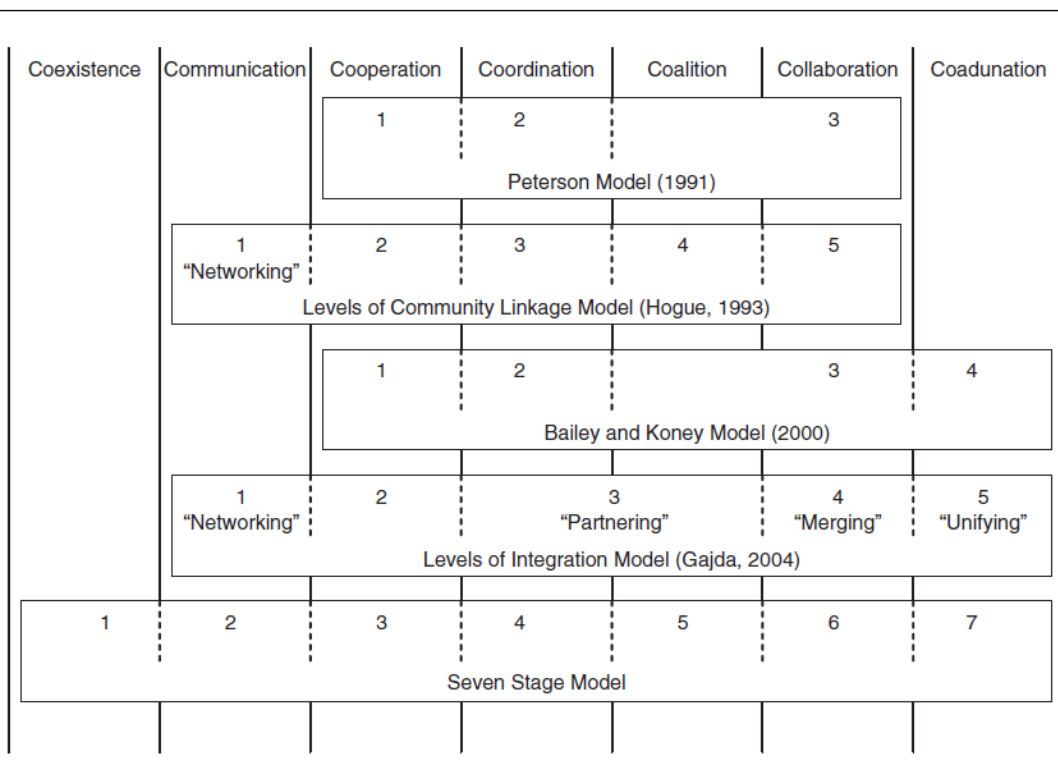 Coexistence Communication Cooperation Coordination Coalition Collaboration Coadunation
1 2 3
Peterson Model (1991)
1 2 3 4 5
“Networking”
Levels of Community Linkage Model (Hogue, 1993)
1 2 3 4
Bailey and Koney Model (2000)
1 2 3 4 5
“Networking” “Partnering” “Merging” “Unifying”
Levels of Integration Model (Gajda, 2004)
1 2 3 4 5 6 7
Seven Stage Model